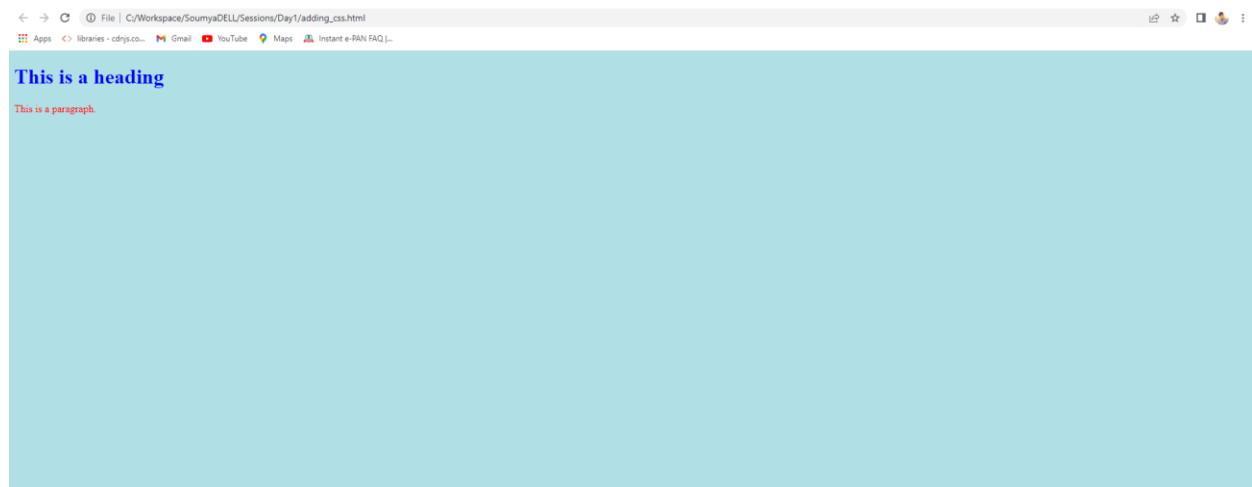 File | C:/Workspace/SoumyaDELL/Sessions/Day1/adding_css.html
Apps <> libraries - cdnjs.co... Gmail YouTube Maps Instant e-PAN FAQ |...
This is a heading
This is a paragraph.